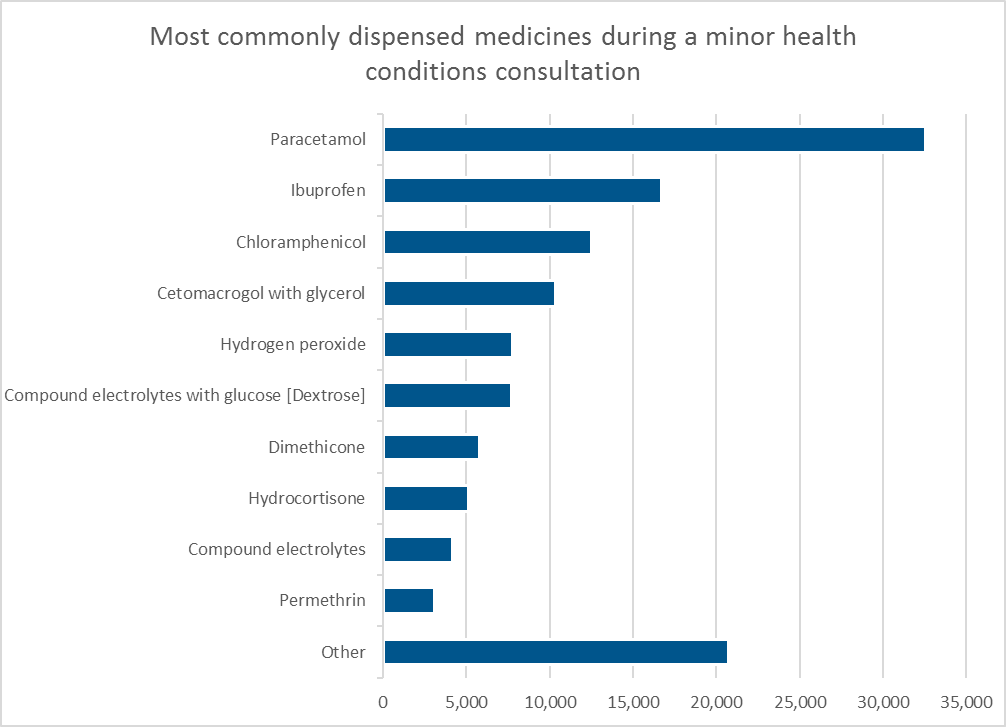 Most commonly dispensed medicines during a minor health
conditions consultation
Paracetamol
Ibuprofen
Chloramphenicol
Cetomacrogol with glycerol
Hydrogen peroxide
Compound electrolytes with glucose [Dextrose]
Dimethicone
Hydrocortisone
Compound electrolytes
Permethrin
Other
0 5,000 10,000 15,000 20,000 25,000 30,000 35,000